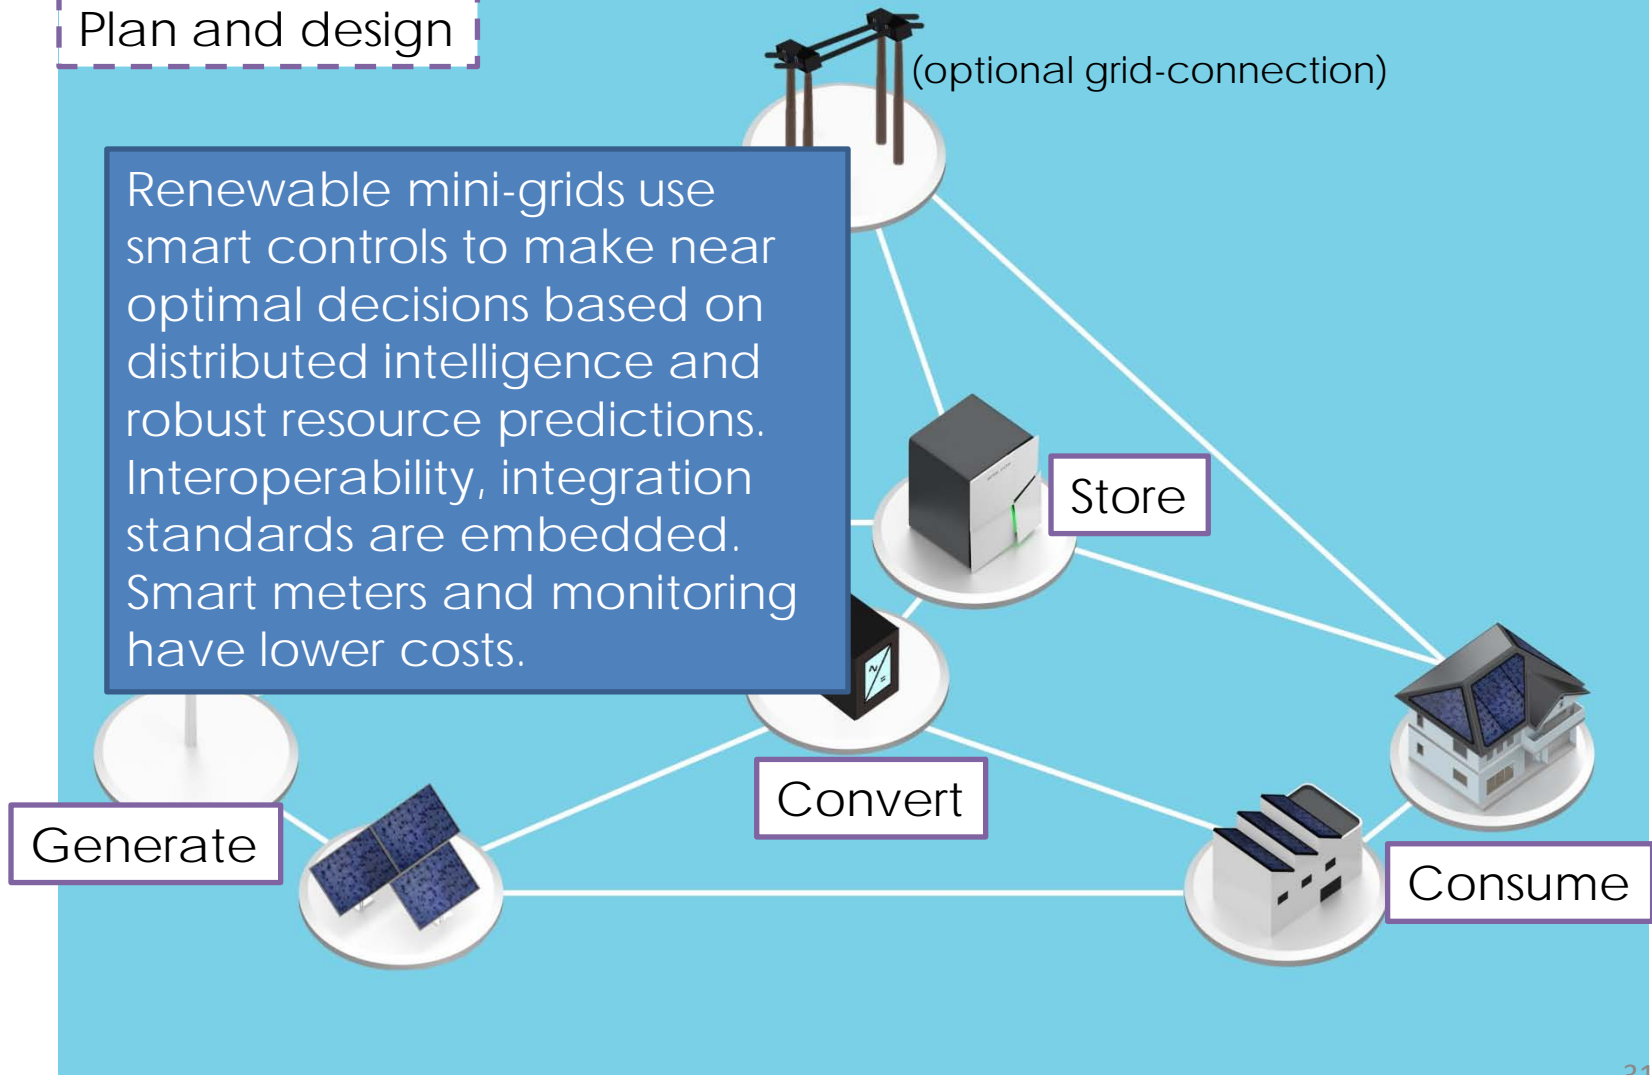 Plan and design
(optional grid-connection)
Renewable mini-grids use
smart controls to make near
optimal decisions based on
distributed intelligence and
robust resource predictions.
Interoperability, integration
standards are embedded.
Smart meters and monitoring
have lower costs.
Store
Convert
Generate
Consume